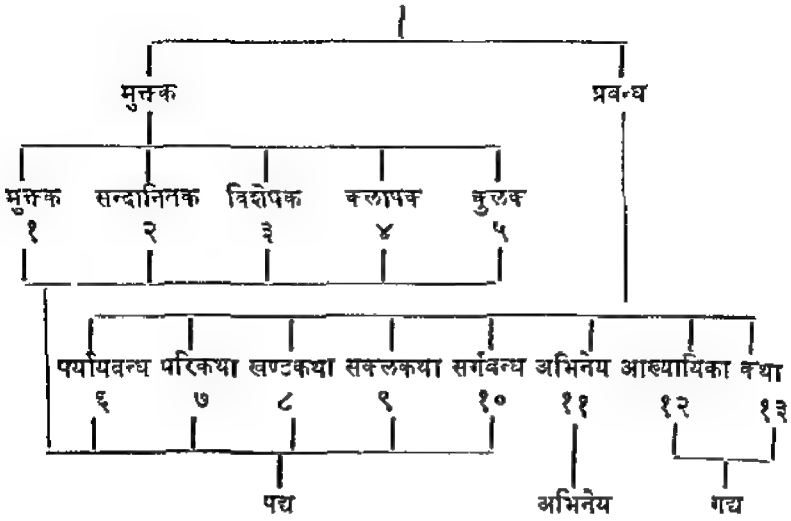 मुक्तक प्रबन्ध
मुक्तक सन्दानितक विशेषक कलापक कुलक
१ २ ३ ४ ५
पर्यायबन्ध परिकथा खण्डकथा सकलकथा सर्गबन्ध अभिनेय आख्यायिका कथा
६ ७ ८ ९ १० ११ १२ १३
पद्य अभिनेय गद्य